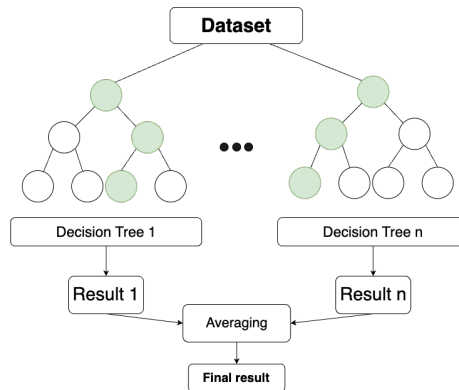 Dataset
Decision Tree 1
Decision Tree n
Result 1
Result n
Averaging
Final result